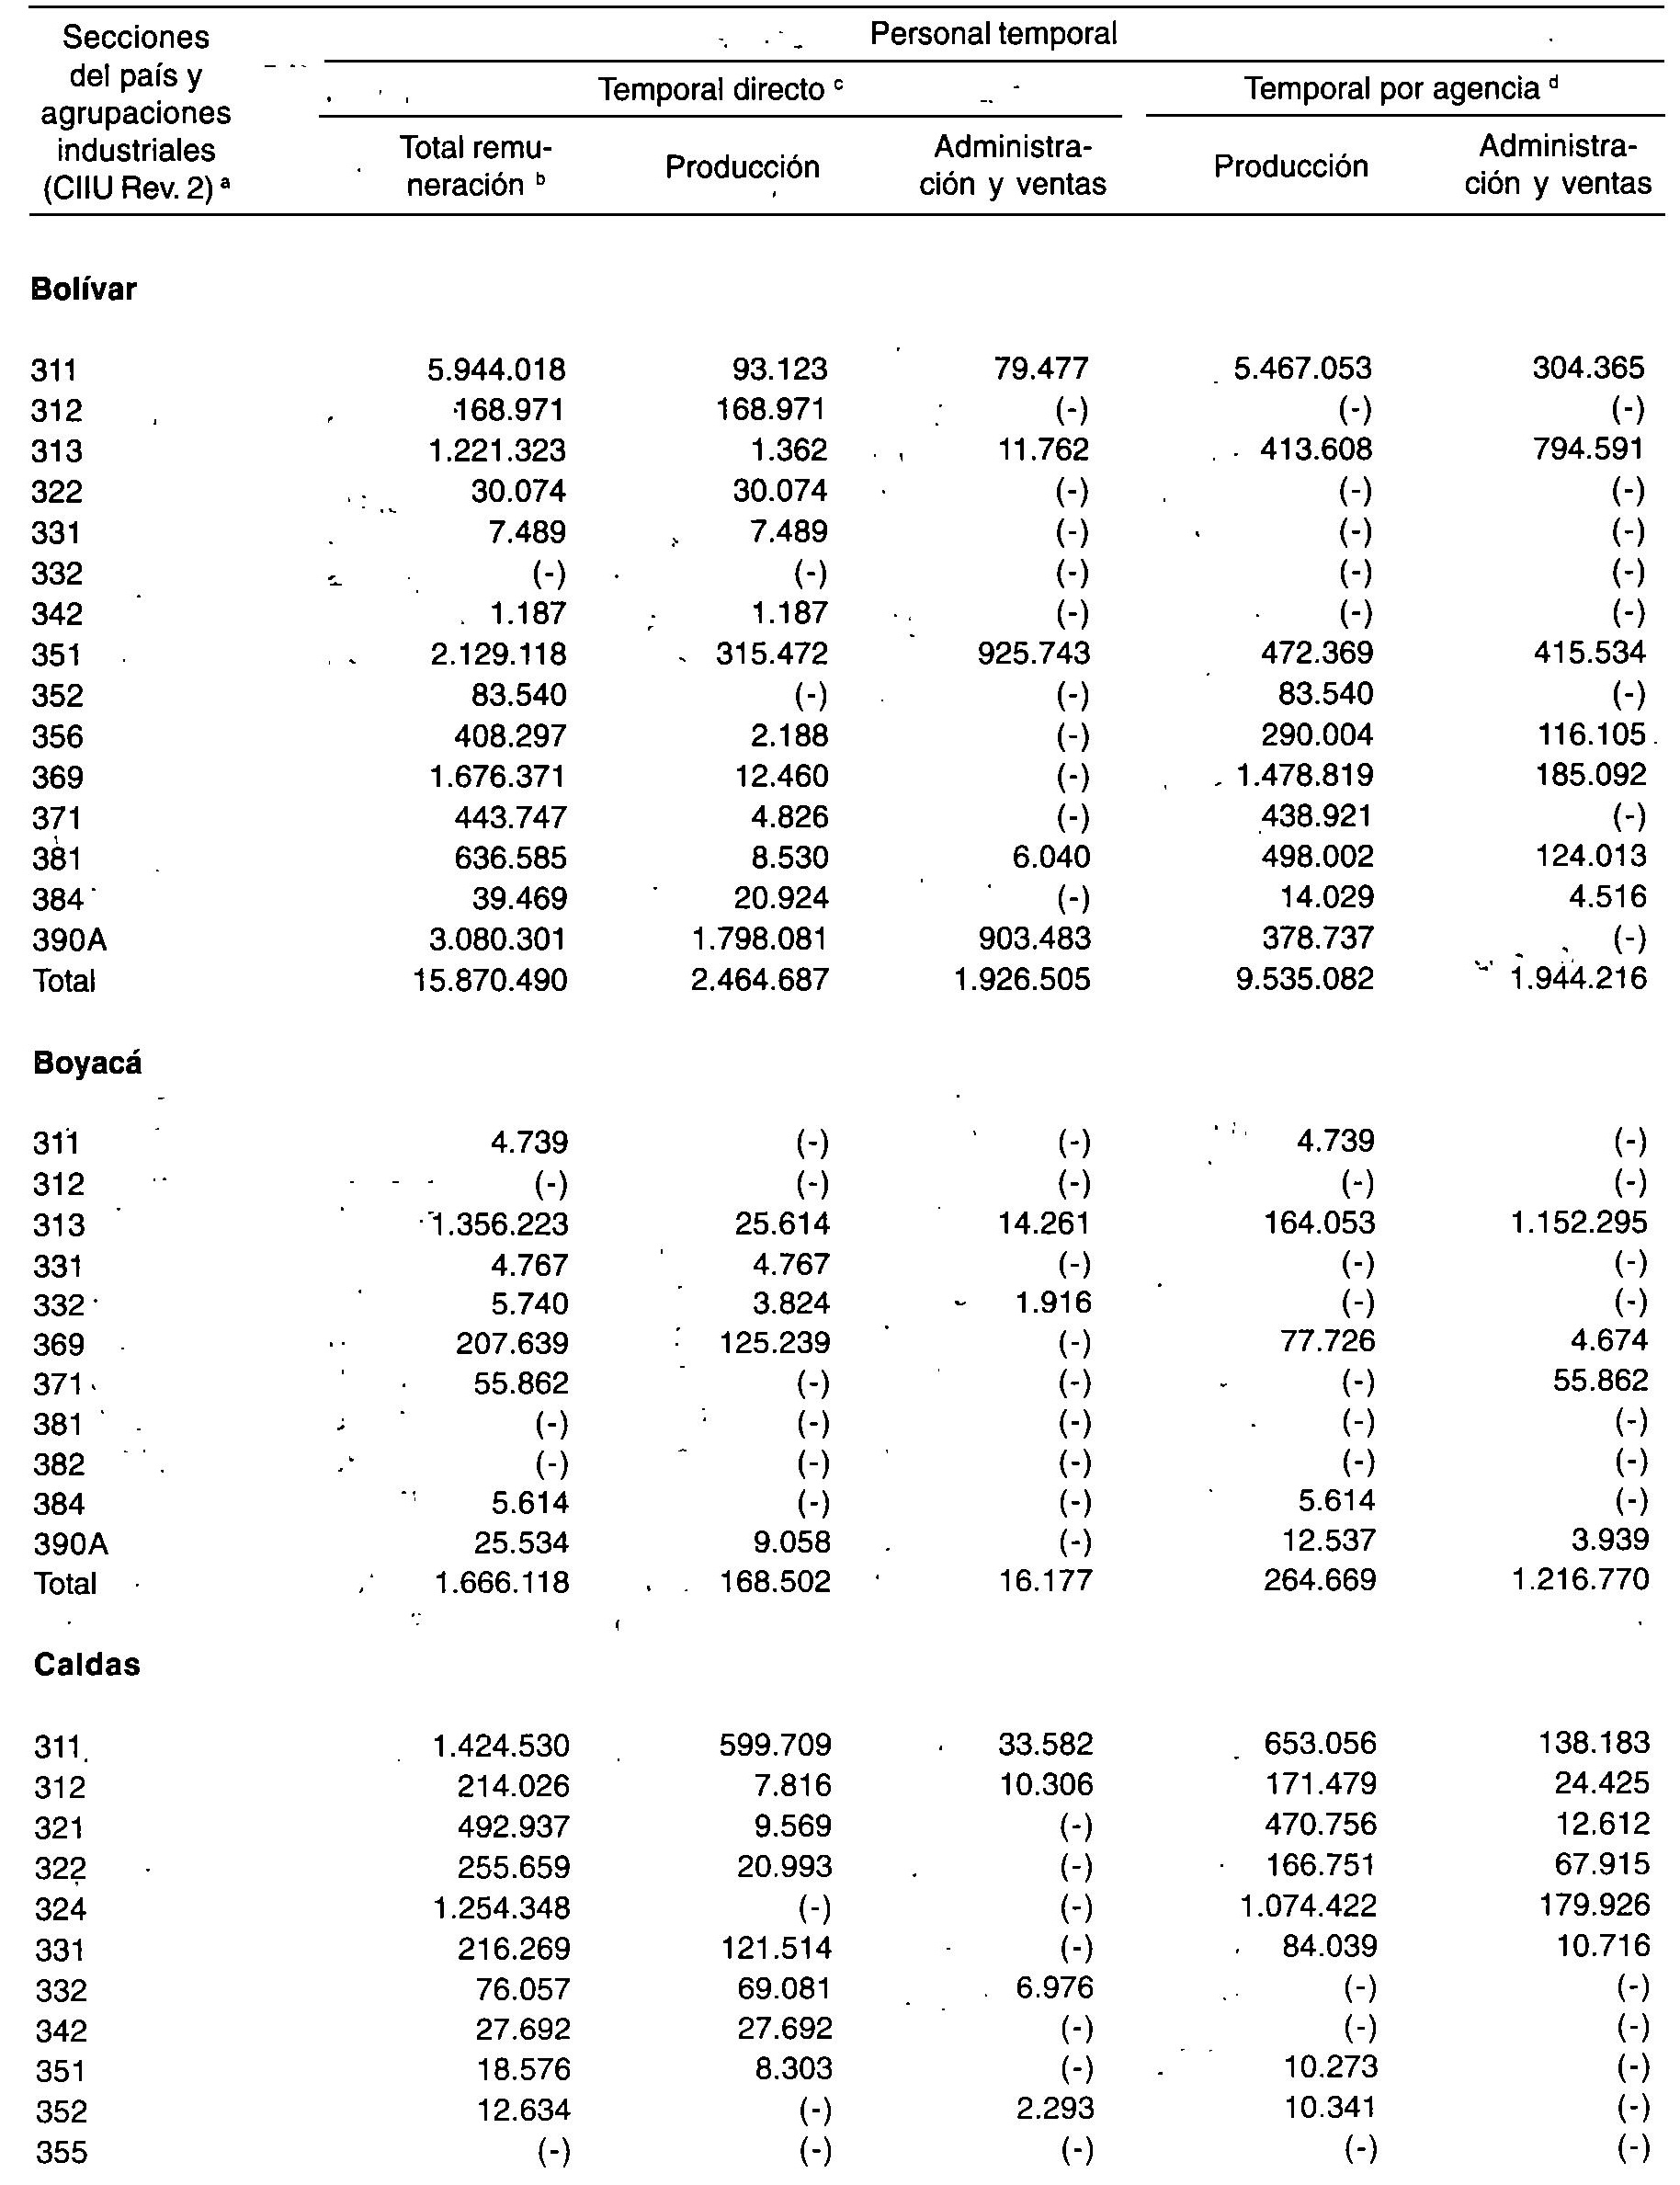 Secciones del país y agrupaciones industriales (CIIU Rev. 2) a
Personal temporal
Temporal directo c
Temporal por agencia d
Total remuneración b
Producción
Administración y ventas
Producción
Administración y ventas
Bolívar
311 5.944.018 93.123 79.477 5.467.053 304.365
312 168.971 168.971 (-) (-) (-)
313 1.221.323 1.362 11.762 413.608 794.591
322 30.074 30.074 (-) (-) (-)
331 7.489 7.489 (-) (-) (-)
332 (-) (-) (-) (-) (-)
342 1.187 1.187 (-) (-) (-)
351 2.129.118 315.472 925.743 472.369 415.534
352 83.540 (-) (-) 83.540 (-)
356 408.297 2.188 (-) 290.004 116.105
369 1.676.371 12.460 (-) 1.478.819 185.092
371 443.747 4.826 (-) 438.921 (-)
381 636.585 8.530 6.040 498.002 124.013
384 39.469 20.924 (-) 14.029 4.516
390A 3.080.301 1.798.081 903.483 378.737 (-)
Total 15.870.490 2.464.687 1.926.505 9.535.082 1.944.216
Boyacá
311 4.739 (-) (-) 4.739 (-)
312 (-) (-) (-) (-) (-)
313 1.356.223 25.614 14.261 164.053 1.152.295
331 4.767 4.767 (-) (-) (-)
332 5.740 3.824 1.916 (-) (-)
369 207.639 125.239 (-) 77.726 4.674
371 55.862 (-) (-) (-) 55.862
381 (-) (-) (-) (-) (-)
382 (-) (-) (-) (-) (-)
384 5.614 (-) (-) 5.614 (-)
390A 25.534 9.058 (-) 12.537 3.939
Total 1.666.118 168.502 16.177 264.669 1.216.770
Caldas
311 1.424.530 599.709 33.582 653.056 138.183
312 214.026 7.816 10.306 171.479 24.425
321 492.937 9.569 (-) 470.756 12.612
322 255.659 20.993 (-) 166.751 67.915
324 1.254.348 (-) (-) 1.074.422 179.926
331 216.269 121.514 (-) 84.039 10.716
332 76.057 69.081 6.976 (-) (-)
342 27.692 27.692 (-) (-) (-)
351 18.576 8.303 (-) 10.273 (-)
352 12.634 (-) 2.293 10.341 (-)
355 (-) (-) (-) (-) (-)